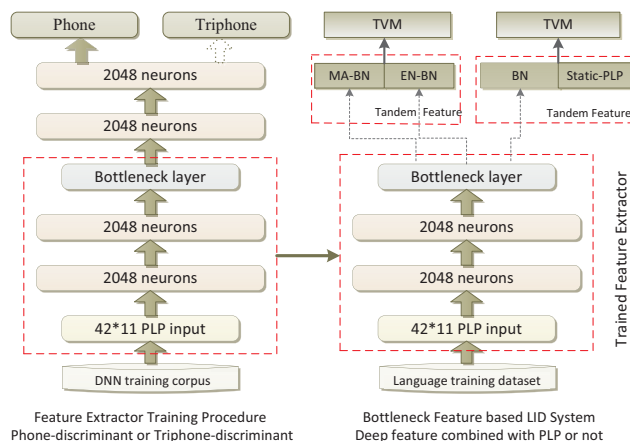 Phone
Triphone
2048 neurons
2048 neurons
Bottleneck layer
2048 neurons
2048 neurons
42*11 PLP input
DNN training corpus
Feature Extractor Training Procedure
Phone-discriminant or Triphone-discriminant
TVM
TVM
MA-BN
EN-BN
BN
Static-PLP
Tandem Feature
Tandem Feature
Bottleneck layer
2048 neurons
2048 neurons
42*11 PLP input
Language training dataset
Trained Feature Extractor
Bottleneck Feature based LID System
Deep feature combined with PLP or not